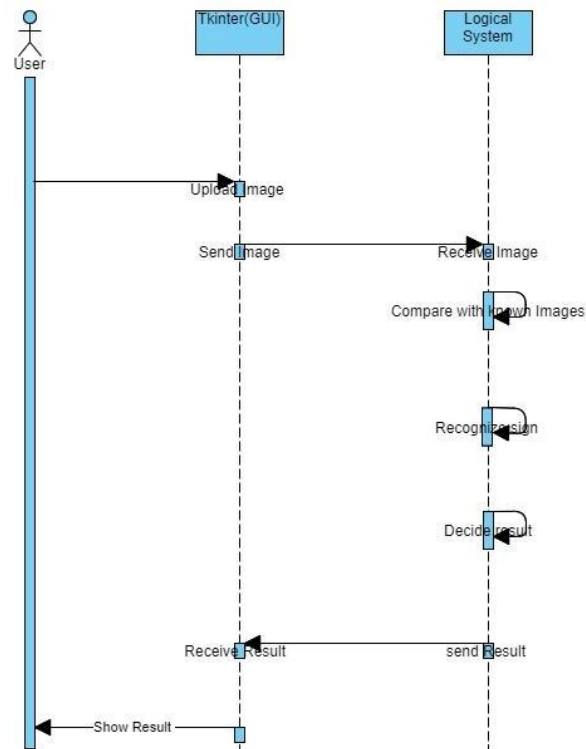 Tkinter(GUI)
Logical
System
User
Upload Image
Send Image
Receive Image
Compare with known Images
Recognize sign
Decide result
Receive Result
send Result
Show Result